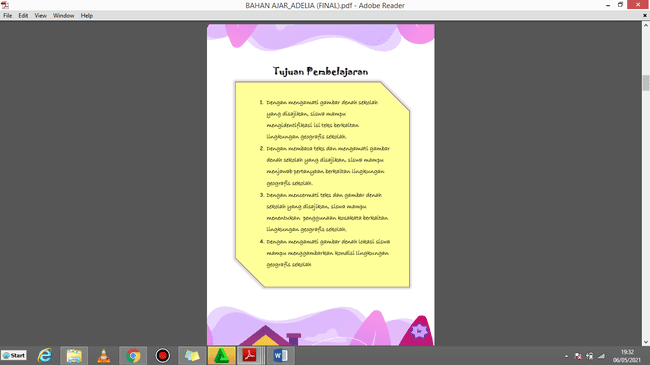 BAHAN AJAR_ADELIA (FINAL).pdf - Adobe Reader
File Edit View Window Help
Tujuan Pembelajaran
1. Dengan mengamati gambar denah sekolah
yang disajikan, siswa mampu
mengidentifikasi isi teks berkaitan
lingkungan geografis sekolah.
2. Dengan membaca teks dan mengamati gambar
denah sekolah yang disajikan, siswa mampu
menjawab pertanyaan berkaitan lingkungan
geografis sekolah.
3. Dengan mencermati teks dan gambar denah
sekolah yang disajikan, siswa mampu
menentukan penggunaan kosakata berkaitan
lingkungan geografis sekolah.
4. Dengan mengamati gambar denah lokasi siswa
mampu menggambarkan kondisi lingkungan
geografis sekolah
Start
19:32
06/05/2021